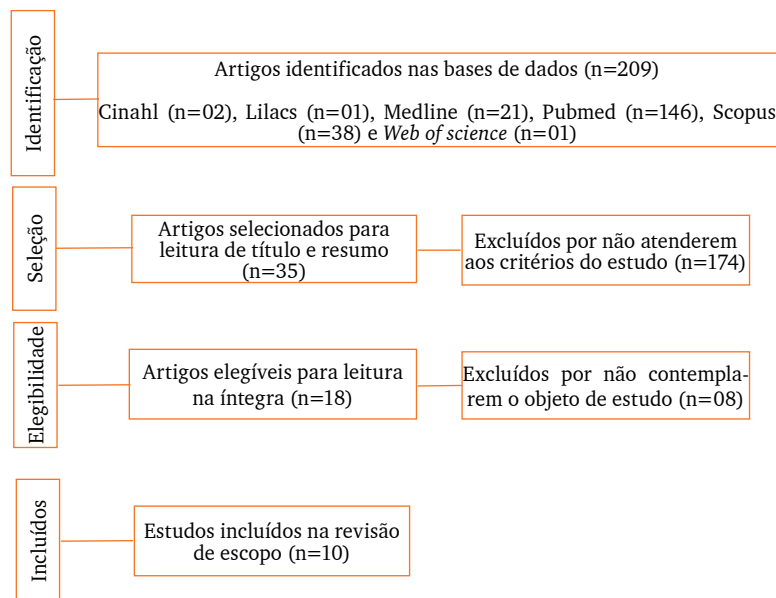 Identificação
Artigos identificados nas bases de dados (n=209)
Cinahl (n=02), Lilacs (n=01), Medline (n=21), Pubmed (n=146), Scopus
(n=38) e Web of science (n=01)
Seleção
Artigos selecionados para
leitura de título e resumo
(n=35)
Excluídos por não atenderem
aos critérios do estudo (n=174)
Elegibilidade
Artigos elegíveis para leitura
na íntegra (n=18)
Excluídos por não contempla-
rem o objeto de estudo (n=08)
Incluídos
Estudos incluídos na revisão
de escopo (n=10)